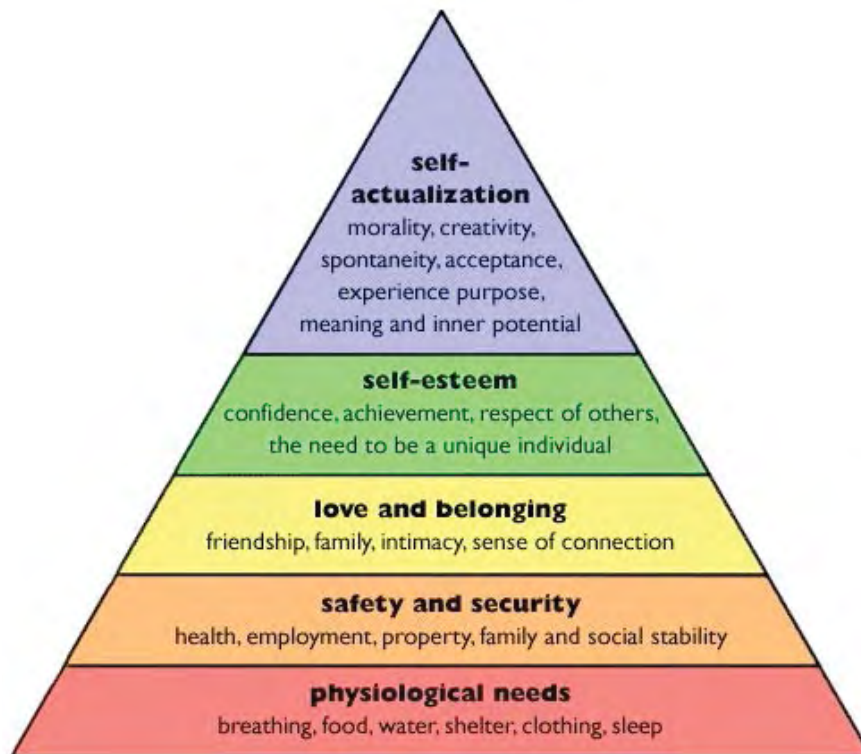 self-
actualization
morality, creativity,
spontaneity, acceptance,
experience purpose,
meaning and inner potential
self-esteem
confidence, achievement, respect of others,
the need to be a unique individual
love and belonging
friendship, family, intimacy, sense of connection
safety and security
health, employment, property, family and social stability
physiological needs
breathing, food, water, shelter, clothing, sleep